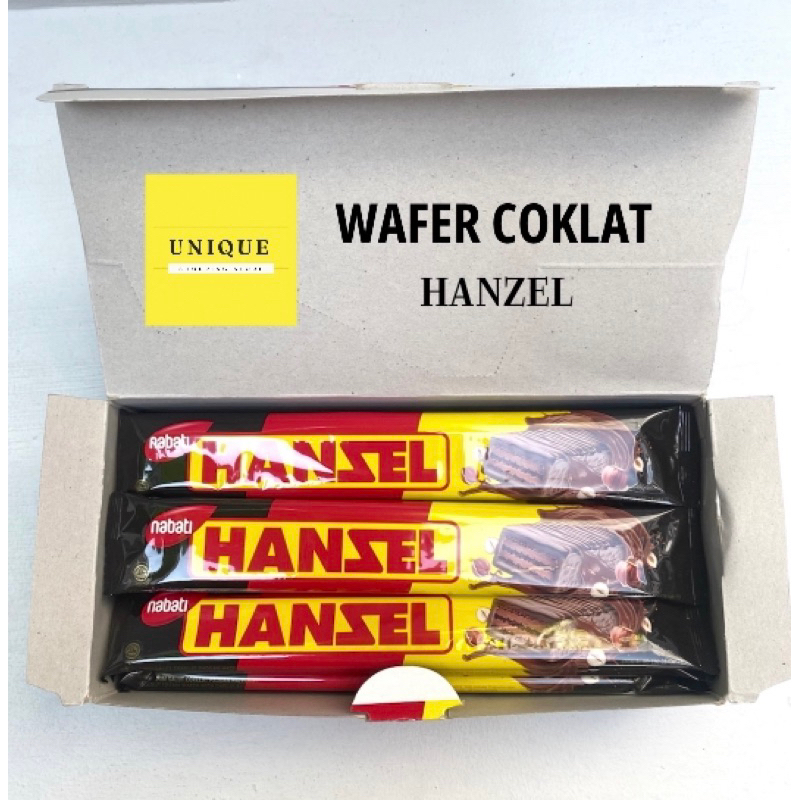 UNIQUE
WAFER COKLAT
HANZEL
nabati
HANSEL
nabati
HANSEL
nabati
HANSEL